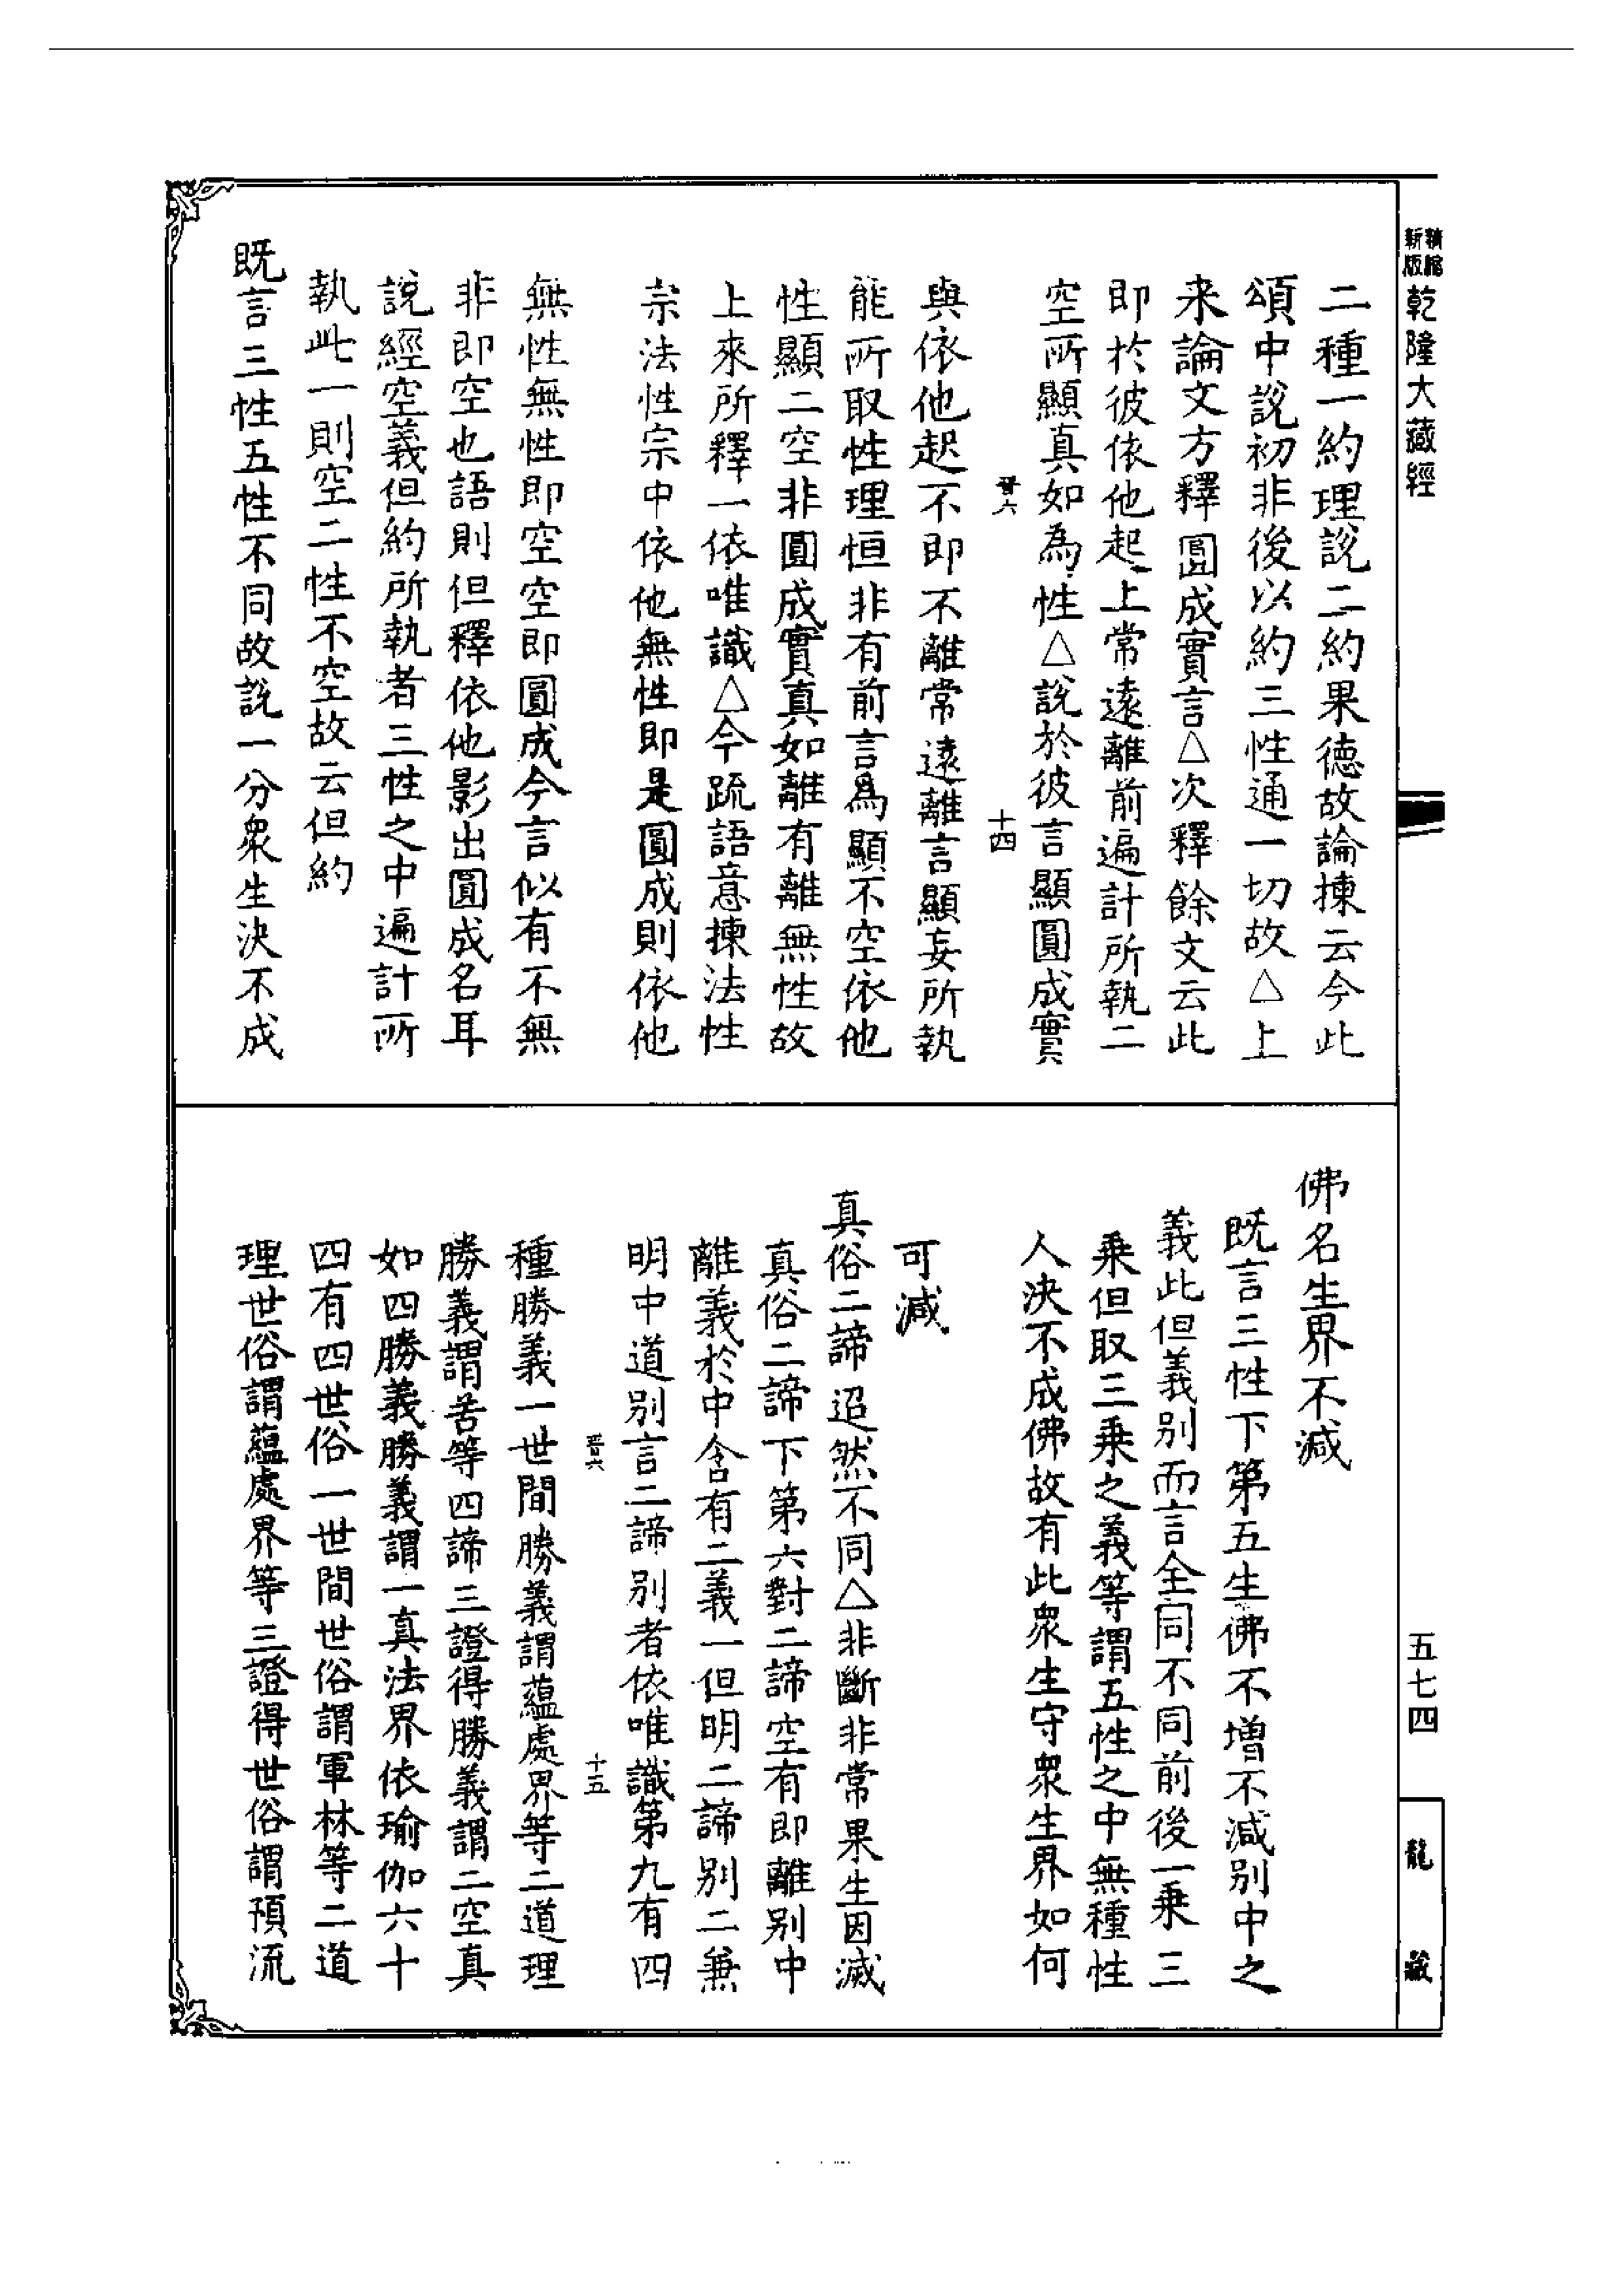 新版 精縮 乾隆大藏經
二種一約理說二約果德故論揀云今此
頌中說初非後以約三性通一切故△上
来論文方釋圓成實言△次釋餘文云此
即於彼依他起上常遠離前遍計所執二
空所顯真如為性△說於彼言顯圓成實
晉六 十四
與依他起不即不離常遠離言顯妄所執
能所取性理恒非有前言為顯不空依他
性顯二空非圓成實真如離有離無性故
上來所釋一依唯識△今䟽語意揀法性
宗法性宗中依他無性即是圓成則依他
無性無性即空空即圓成今言似有不無
非即空也語則但釋依他影出圓成名耳
說經空義但約所執者三性之中遍計所
執此一則空二性不空故云但約
既言三性五性不同故說一分眾生決不成
佛名生界不減
既言三性下第五生佛不增不減別中之
義此但義別而言全同不同前後一乘三
乘但取三乘之義等謂五性之中無種性
人決不成佛故有此眾生守眾生界如何
可減
真俗二諦迢然不同△非斷非常果生因滅
真俗二諦下第六對二諦空有即離別中
離義於中含有二義一但明二諦別二兼
明中道別言二諦別者依唯識第九有四
晉六 十五
種勝義一世間勝義謂蘊處界等二道理
勝義謂苦等四諦三證得勝義謂二空真
如四勝義勝義謂一真法界依瑜伽六十
四有四世俗一世間世俗謂軍林等二道
理世俗謂蘊處界等三證得世俗謂預流
五七四
龍藏